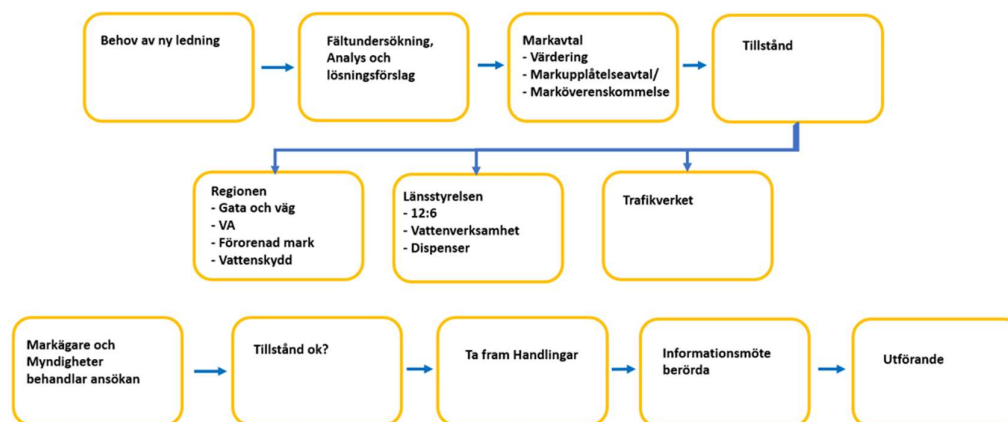 Behov av ny ledning
Fältundersökning,
Analys och
lösningsförslag
Markavtal
- Värdering
- Markupplåtelseavtal/
- Marköverenskommelse
Tillstånd
Regionen
- Gata och väg
- VA
- Förorenad mark
- Vattenskydd
Länsstyrelsen
- 12:6
- Vattenverksamhet
- Dispenser
Trafikverket
Markägare och
Myndigheter
behandlar ansökan
Tillstånd ok?
Ta fram Handlingar
Informationsmöte
berörda
Utförande